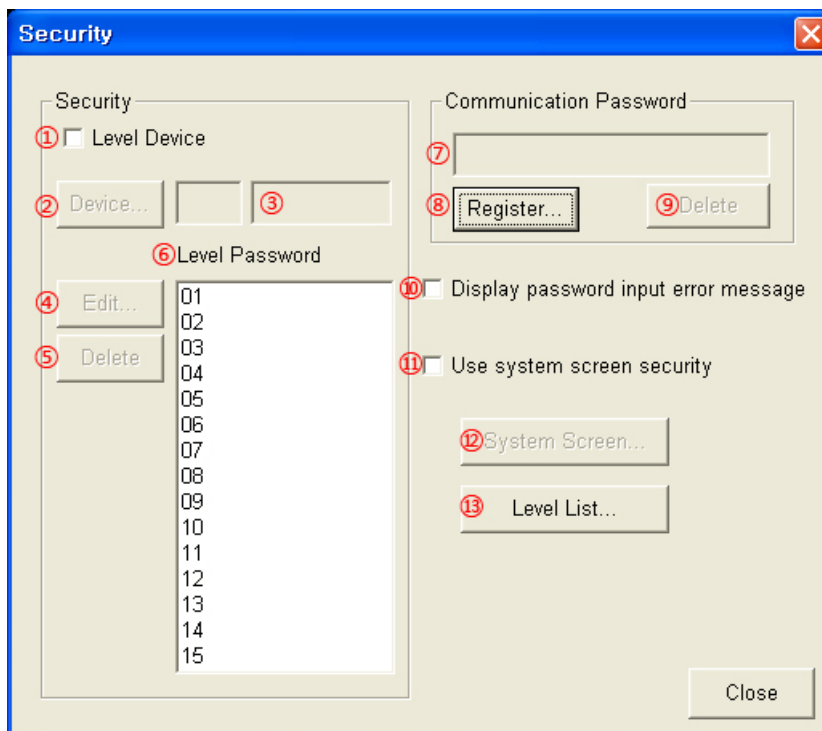 Security
Security
① Level Device
② Device... ③
⑥ Level Password
④ Edit...
⑤ Delete
01
02
03
04
05
06
07
08
09
10
11
12
13
14
15
Communication Password
⑦
⑧ Register... ⑨ Delete
⑩ Display password input error message
⑪ Use system screen security
⑫ System Screen...
⑬ Level List...
Close